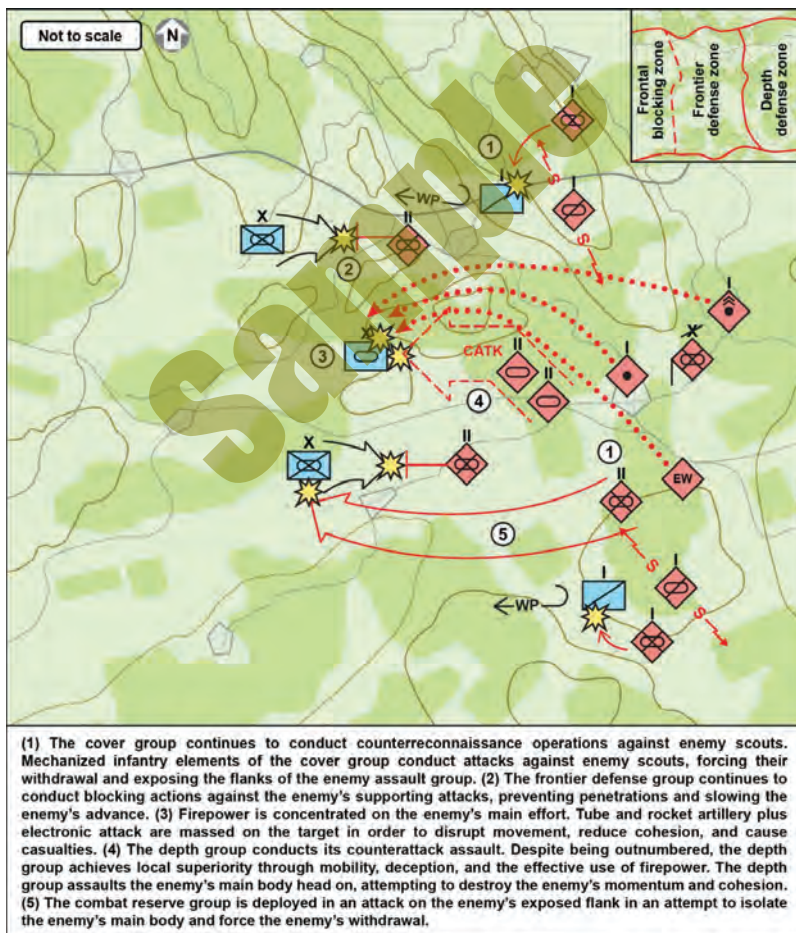 Not to scale
N
Frontal
blocking zone
Frontier
defense zone
Depth
defense zone
Sample
I
1
I
S
I
WP
S
X
II
2
I
X
X
3
CATK
II
II
I
4
X
II
1
II
EW
5
S
I
I
WP
I
S
(1) The cover group continues to conduct counterreconnaissance operations against enemy scouts.
Mechanized infantry elements of the cover group conduct attacks against enemy scouts, forcing their
withdrawal and exposing the flanks of the enemy assault group. (2) The frontier defense group continues to
conduct blocking actions against the enemy's supporting attacks, preventing penetrations and slowing the
enemy's advance. (3) Firepower is concentrated on the enemy's main effort. Tube and rocket artillery plus
electronic attack are massed on the target in order to disrupt movement, reduce cohesion, and cause
casualties. (4) The depth group conducts its counterattack assault. Despite being outnumbered, the depth
group achieves local superiority through mobility, deception, and the effective use of firepower. The depth
group assaults the enemy's main body head on, attempting to destroy the enemy's momentum and cohesion.
(5) The combat reserve group is deployed in an attack on the enemy's exposed flank in an attempt to isolate
the enemy's main body and force the enemy's withdrawal.